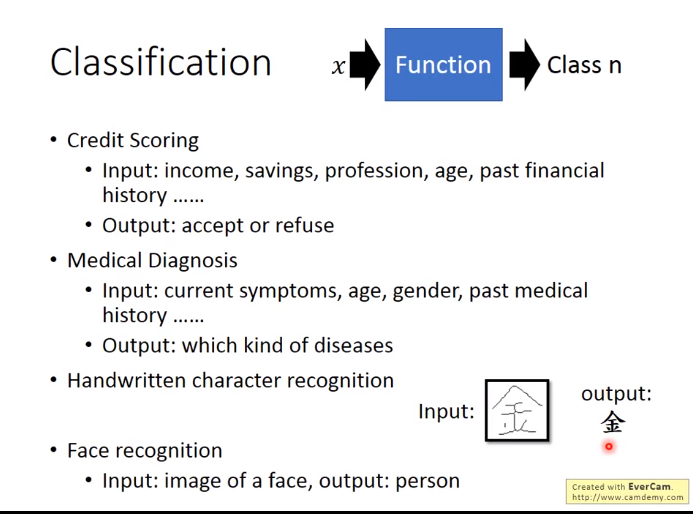 Classification
x Function Class n
• Credit Scoring
• Input: income, savings, profession, age, past financial
history ……
• Output: accept or refuse
• Medical Diagnosis
• Input: current symptoms, age, gender, past medical
history ……
• Output: which kind of diseases
• Handwritten character recognition
Input: 金
output:
金
• Face recognition
• Input: image of a face, output: person
Created with EverCam.
http://www.camdemy.com